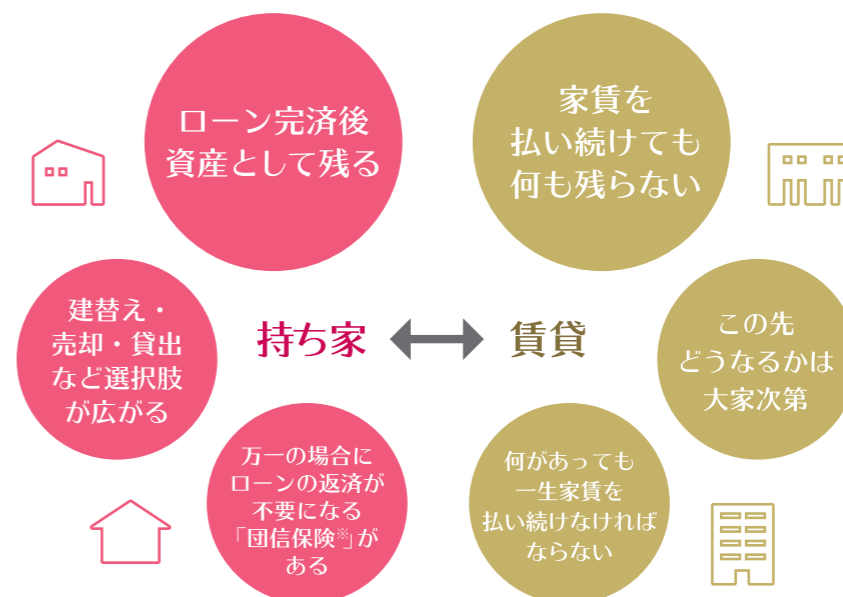 ローン完済後
資産として残る
家賃を
払い続けても
何も残らない
建替え・
売却・貸出
など選択肢
が広がる
持ち家
賃貸
この先
どうなるかは
大家次第
万一の場合に
ローンの返済が
不要になる
「団信保険※」が
ある
何があっても
一生家賃を
払い続けなければ
ならない